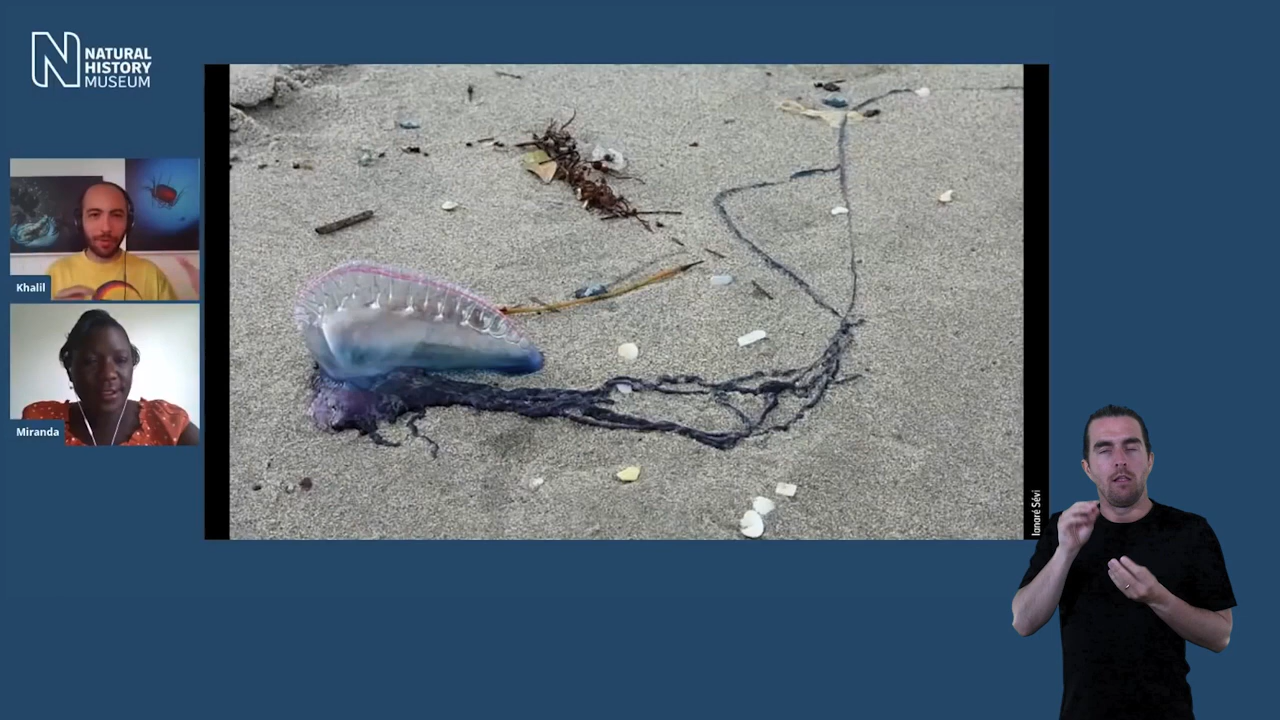 N
NATURAL
HISTORY
MUSEUM
Khalil
Miranda
Ianaré Sévi